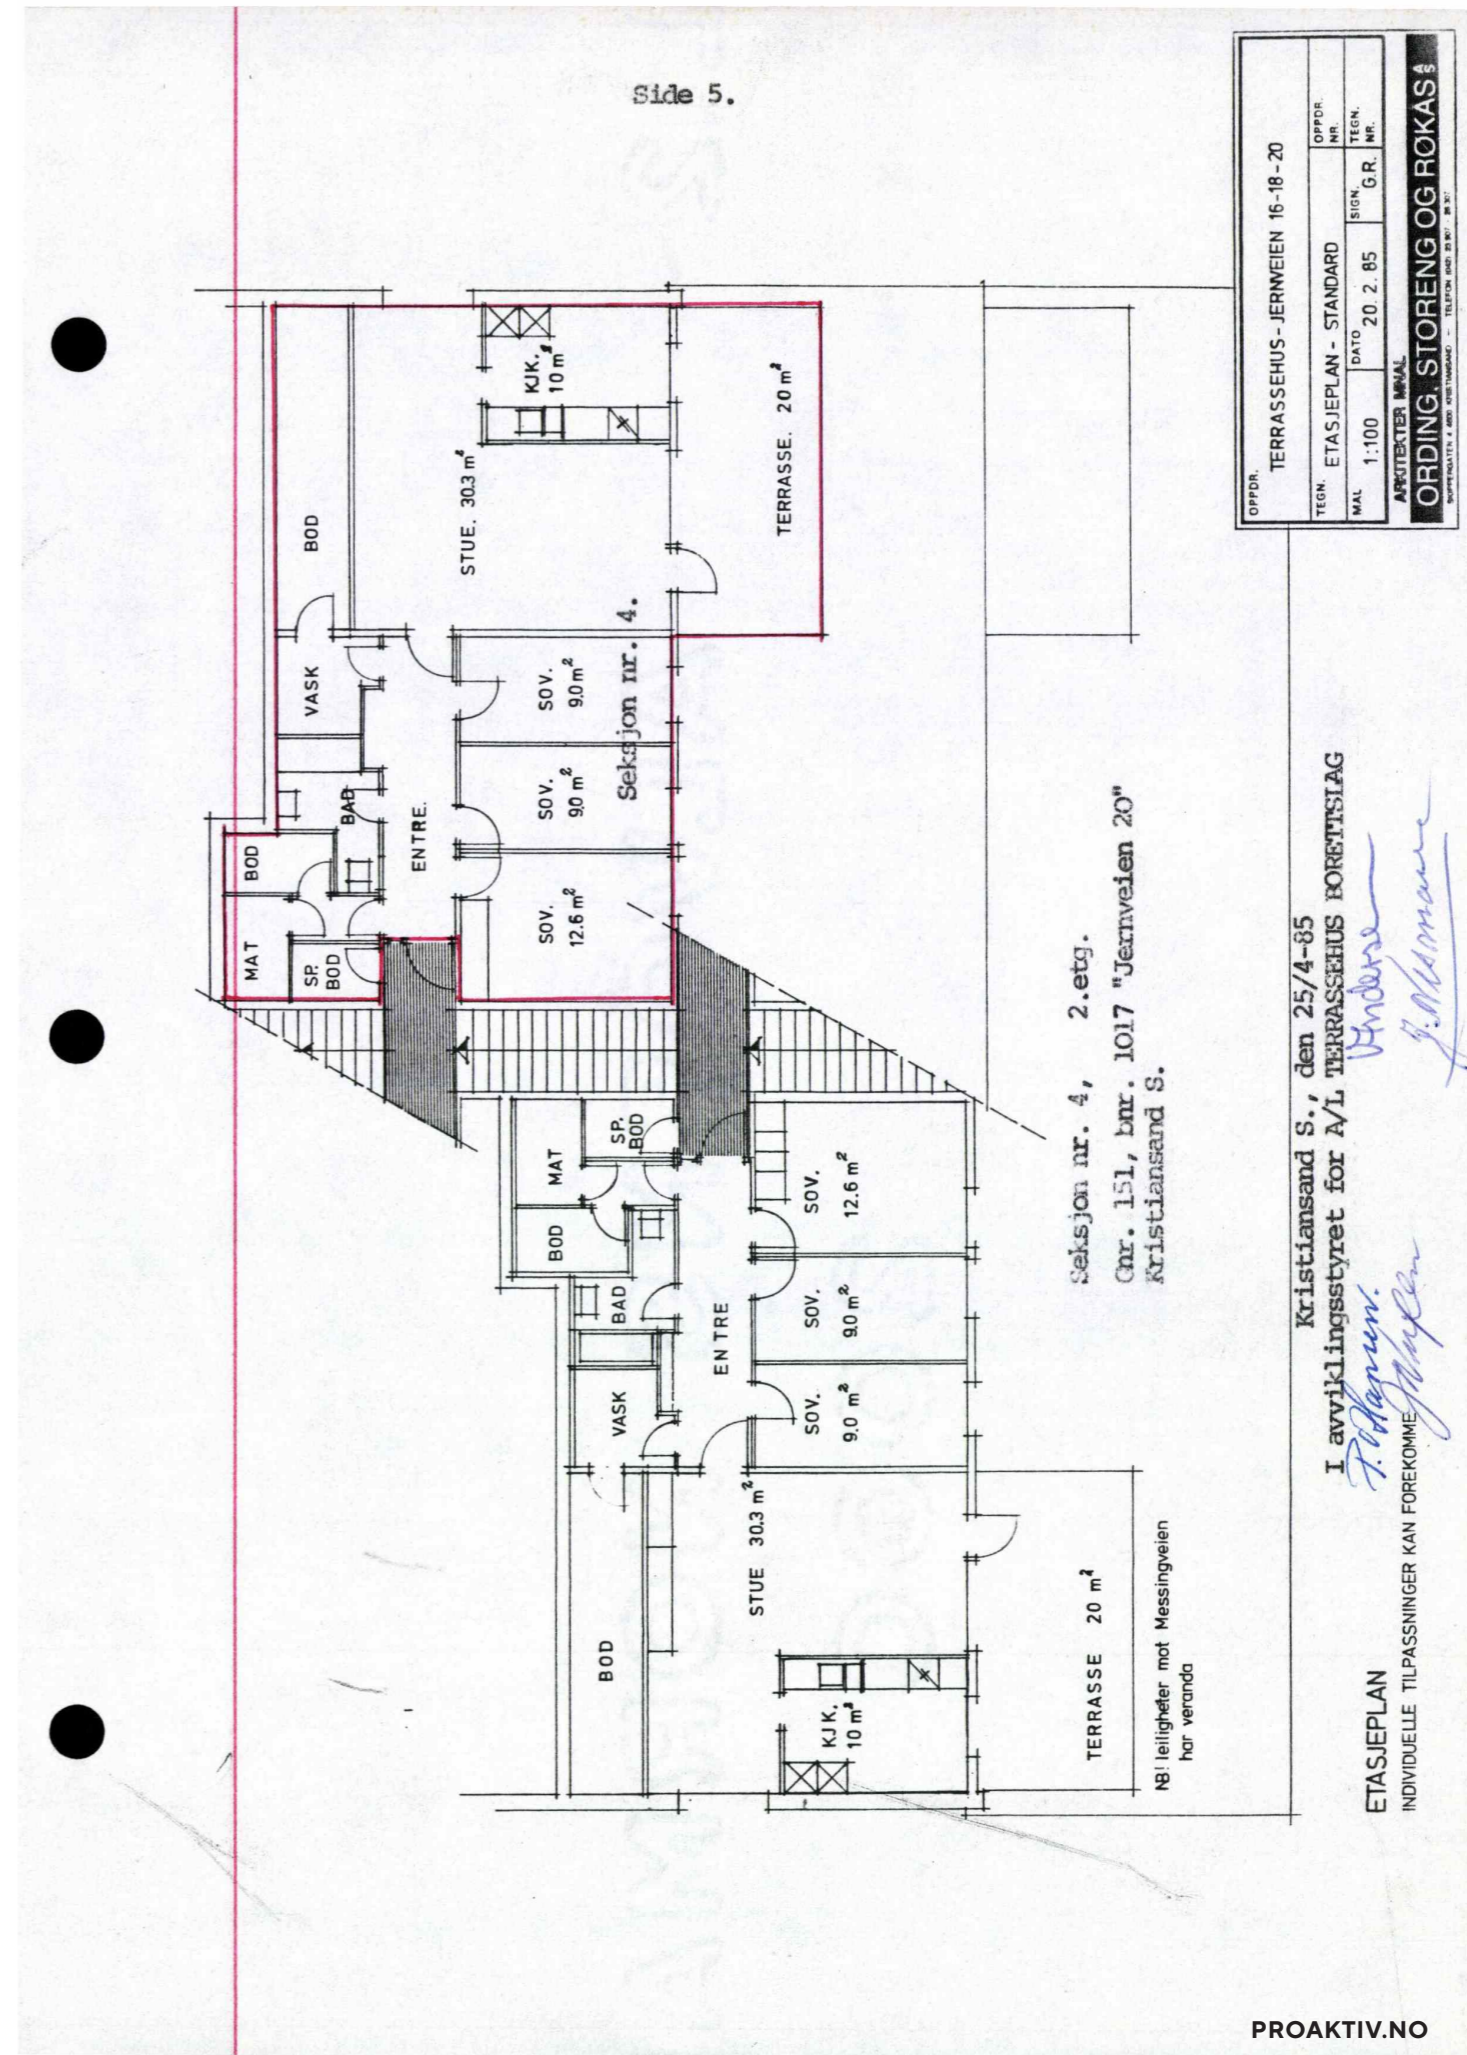 Side 5.
BOD
VASK
BAD
BOD
MAT
SP.
BOD
ENTRE.
STUE. 30.3 m²
KJK.
10 m²
SOV.
9.0 m²
SOV.
9.0 m²
SOV.
12.6 m²
Seksjon nr. 4.
TERRASSE. 20 m²
MAT
SP.
BOD
BOD
BAD
VASK
BOD
ENTRE
SOV.
12.6 m²
SOV.
9.0 m²
SOV.
9.0 m²
STUE 30.3 m²
KJK.
10 m²
TERRASSE 20 m²
NB! leiligheter mot Messingveien
har veranda
Seksjon nr. 4, 2.etg.
Gnr. 151, bnr. 1017 "Jernveien 20"
Kristiansand S.
Kristiansand S., den 25/4-85
I avviklingsstyret for A/L TERRASSEHUS BORETTSLAG
ETASJEPLAN
INDIVIDUELLE TILPASSNINGER KAN FOREKOMME
OPPDR.
TERRASSEHUS - JERNVEIEN 16-18-20
TEGN.
ETASJEPLAN - STANDARD
OPPDR.
NR.
MAL
1:100
DATO
20. 2. 85
SIGN.
G.R.
TEGN.
NR.
ARKITEKTER MNAL
ORDING, STORENG OG RØKÅS A/S
PROAKTIV.NO